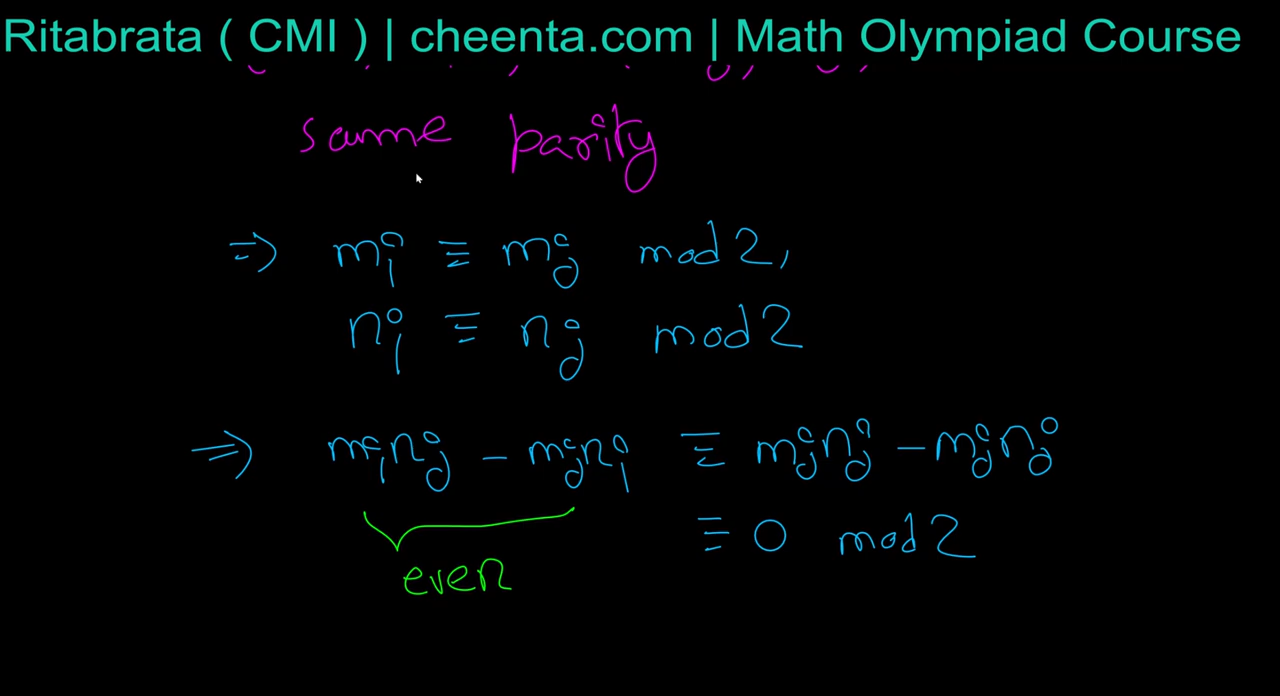 Ritabrata ( CMI ) | cheenta.com | Math Olympiad Course
same parity
⇒ mᵢ ≡ mⱼ mod 2,
nᵢ ≡ nⱼ mod 2
⇒ mᵢnⱼ − mⱼnᵢ ≡ mⱼnⱼ − mⱼnⱼ
≡ 0 mod 2
even